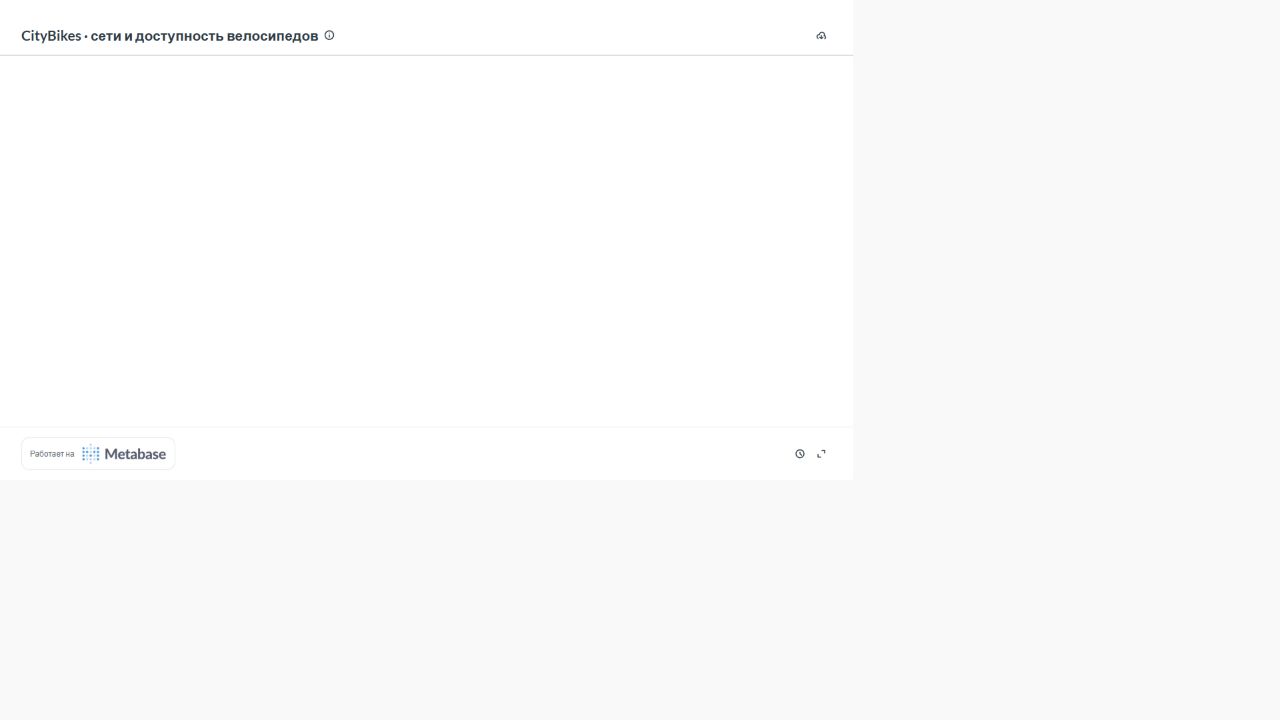 CityBikes · сети и доступность велосипедов
Работает на Metabase